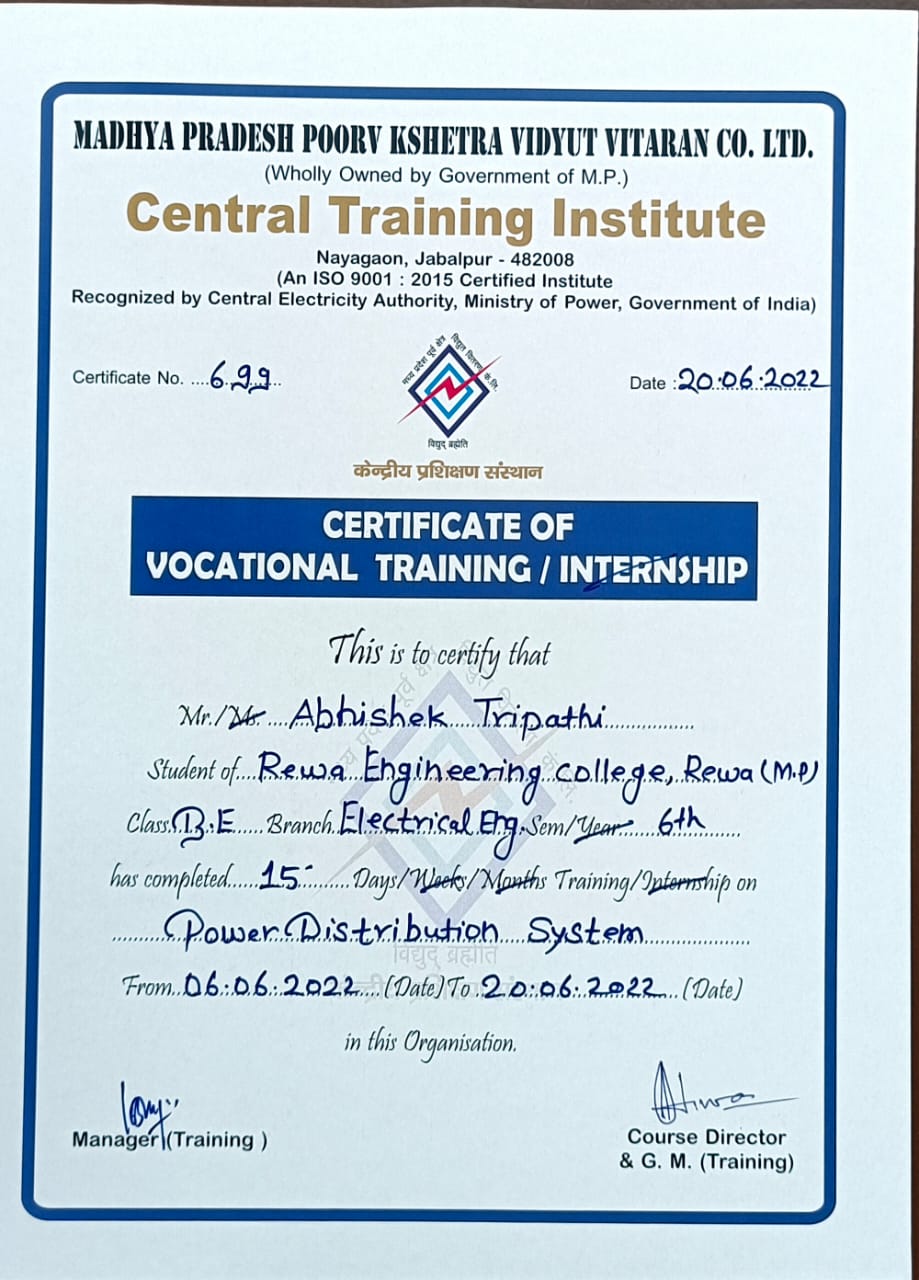 MADHYA PRADESH POORV KSHETRA VIDYUT VITARAN CO. LTD.
(Wholly Owned by Government of M.P.)
Central Training Institute
Nayagaon, Jabalpur - 482008
(An ISO 9001 : 2015 Certified Institute
Recognized by Central Electricity Authority, Ministry of Power, Government of India)
मध्य प्रदेश पूर्व क्षेत्र विद्युत वितरण कं.लि.
Certificate No. ....699..
Date :20.06.2022
विद्युद् ब्रह्मेति
केन्द्रीय प्रशिक्षण संस्थान
CERTIFICATE OF
VOCATIONAL TRAINING / INTERNSHIP
This is to certify that
Mr./Ms. ....Abhishek....Tripathi................
Student of....Rewa Engineering College, Rewa (M.P)
Class.B.E..... Branch.Electrical Eng.Sem/Year....6th........
has completed......15.........Days/Weeks/Months Training/Internship on
............Power Distribution....System...................
From..06.06.2022....(Date) To 20.06.2022...(Date)
in this Organisation.
Manager (Training )
Course Director
& G. M. (Training)